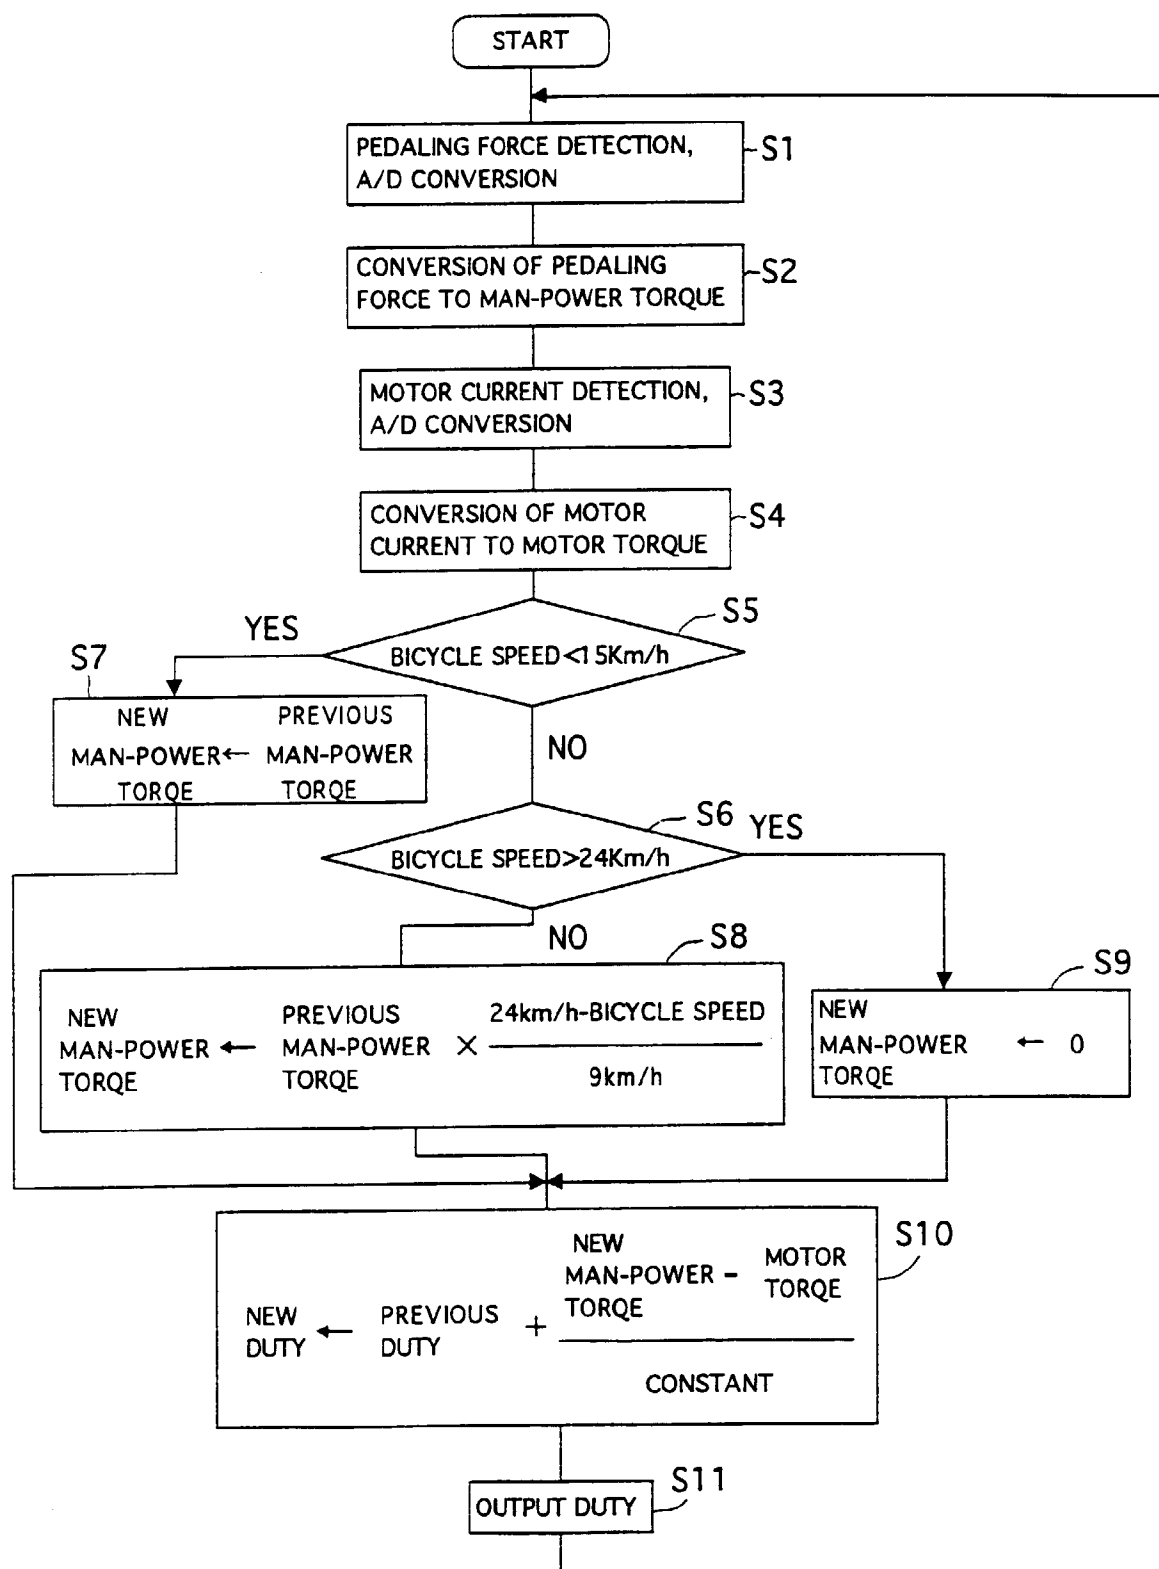 START
PEDALING FORCE DETECTION,
A/D CONVERSION
S1
CONVERSION OF PEDALING
FORCE TO MAN-POWER TORQUE
S2
MOTOR CURRENT DETECTION,
A/D CONVERSION
S3
CONVERSION OF MOTOR
CURRENT TO MOTOR TORQUE
S4
S5
BICYCLE SPEED<15Km/h
YES
NO
S7
NEW
MAN-POWER
TORQE
←
PREVIOUS
MAN-POWER
TORQE
S6
BICYCLE SPEED>24Km/h
YES
NO
S8
NEW
MAN-POWER
TORQE
←
PREVIOUS
MAN-POWER
TORQE
×
24km/h-BICYCLE SPEED
9km/h
S9
NEW
MAN-POWER
TORQE
← 0
S10
NEW
DUTY
←
PREVIOUS
DUTY
+
NEW
MAN-POWER
TORQE
–
MOTOR
TORQE
CONSTANT
S11
OUTPUT DUTY